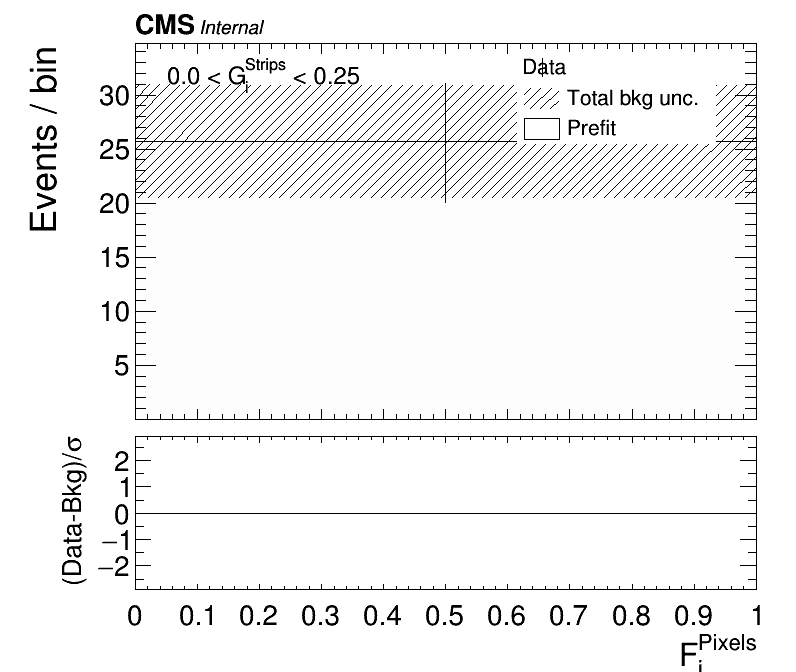 CMS Internal
Events / bin
0.0 < G_i^Strips < 0.25
Data
Total bkg unc.
Prefit
30
25
20
15
10
5
(Data-Bkg)/σ
2
1
0
−1
−2
0 0.1 0.2 0.3 0.4 0.5 0.6 0.7 0.8 0.9 1
F_i^Pixels